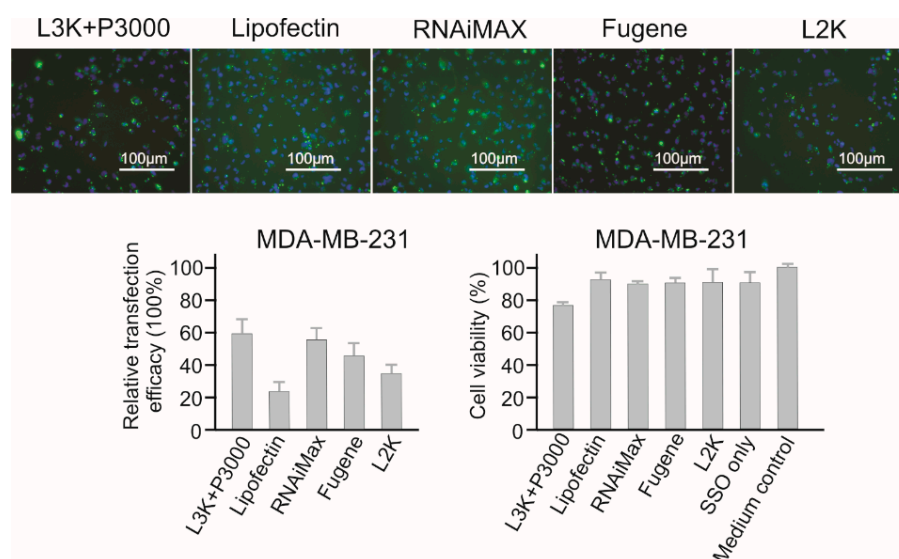 L3K+P3000 Lipofectin RNAiMAX Fugene L2K
100μm 100μm 100μm 100μm 100μm
MDA-MB-231
Relative transfection
efficacy (100%)
100
80
60
40
20
0
L3K+P3000
Lipofectin
RNAiMax
Fugene
L2K
MDA-MB-231
Cell viability (%)
100
80
60
40
20
0
L3K+P3000
Lipofectin
RNAiMAX
Fugene
L2K
SSO only
Medium control